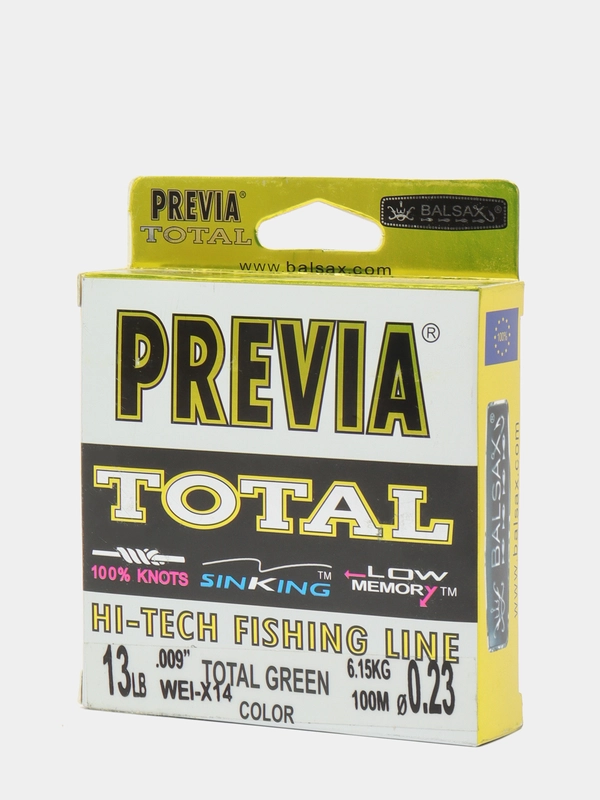 PREVIA®
TOTAL
BALSAX®
www.balsax.com
PREVIA®
TOTAL
100% KNOTS
SINKING™
LOW
MEMORY™
HI-TECH FISHING LINE
13LB
.009"
WEI-X14
TOTAL GREEN
COLOR
6.15KG
100M
ø0.23
100%
BALSAX®
www.balsax.com